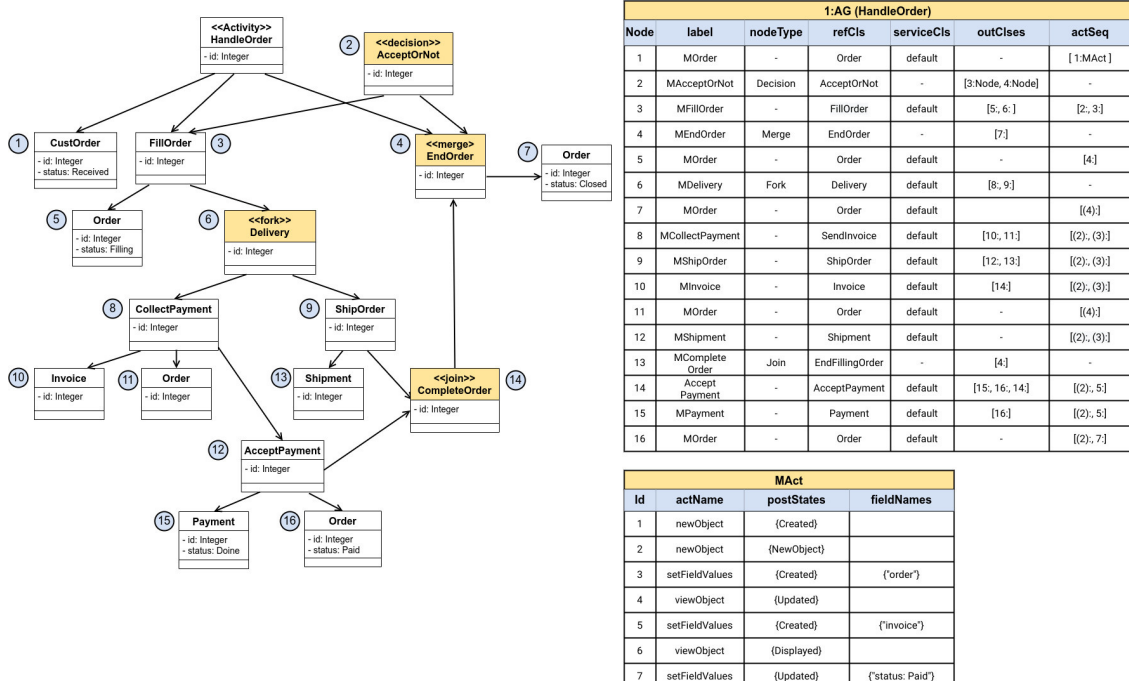 <<Activity>>
HandleOrder
- id: Integer
2
<<decision>>
AcceptOrNot
- id: Integer
1
CustOrder
- id: Integer
- status: Received
FillOrder
- id: Integer
3
4
<<merge>
EndOrder
- id: Integer
7
Order
- id: Integer
- status: Closed
5
Order
- id: Integer
- status: Filling
6
<<fork>>
Delivery
- id: Integer
8
CollectPayment
- id: Integer
9
ShipOrder
- id: Integer
10
Invoice
- id: Integer
11
Order
- id: Integer
13
Shipment
- id: Integer
<<join>>
CompleteOrder
- id: Integer
14
12
AcceptPayment
- id: Integer
15
Payment
- id: Integer
- status: Doine
16
Order
- id: Integer
- status: Paid
1:AG (HandleOrder)
Node label nodeType refCls serviceCls outClses actSeq
1 MOrder - Order default - [ 1:MAct ]
2 MAcceptOrNot Decision AcceptOrNot - [3:Node, 4:Node] -
3 MFillOrder - FillOrder default [5:, 6: ] [2:, 3:]
4 MEndOrder Merge EndOrder - [7:] -
5 MOrder - Order default - [4:]
6 MDelivery Fork Delivery default [8:, 9:] -
7 MOrder - Order default [(4):]
8 MCollectPayment - SendInvoice default [10:, 11:] [(2):, (3):]
9 MShipOrder - ShipOrder default [12:, 13:] [(2):, (3):]
10 MInvoice - Invoice default [14:] [(2):, (3):]
11 MOrder - Order default - [(4):]
12 MShipment - Shipment default [(2):, (3):]
13 MComplete Order Join EndFillingOrder - [4:] -
14 Accept Payment - AcceptPayment default [15:, 16:, 14:] [(2):, 5:]
15 MPayment - Payment default [16:] [(2):, 5:]
16 MOrder - Order default - [(2):, 7:]
MAct
Id actName postStates fieldNames
1 newObject {Created}
2 newObject {NewObject}
3 setFieldValues {Created} {"order"}
4 viewObject {Updated}
5 setFieldValues {Created} {"invoice"}
6 viewObject {Displayed}
7 setFieldValues {Updated} {"status: Paid"}